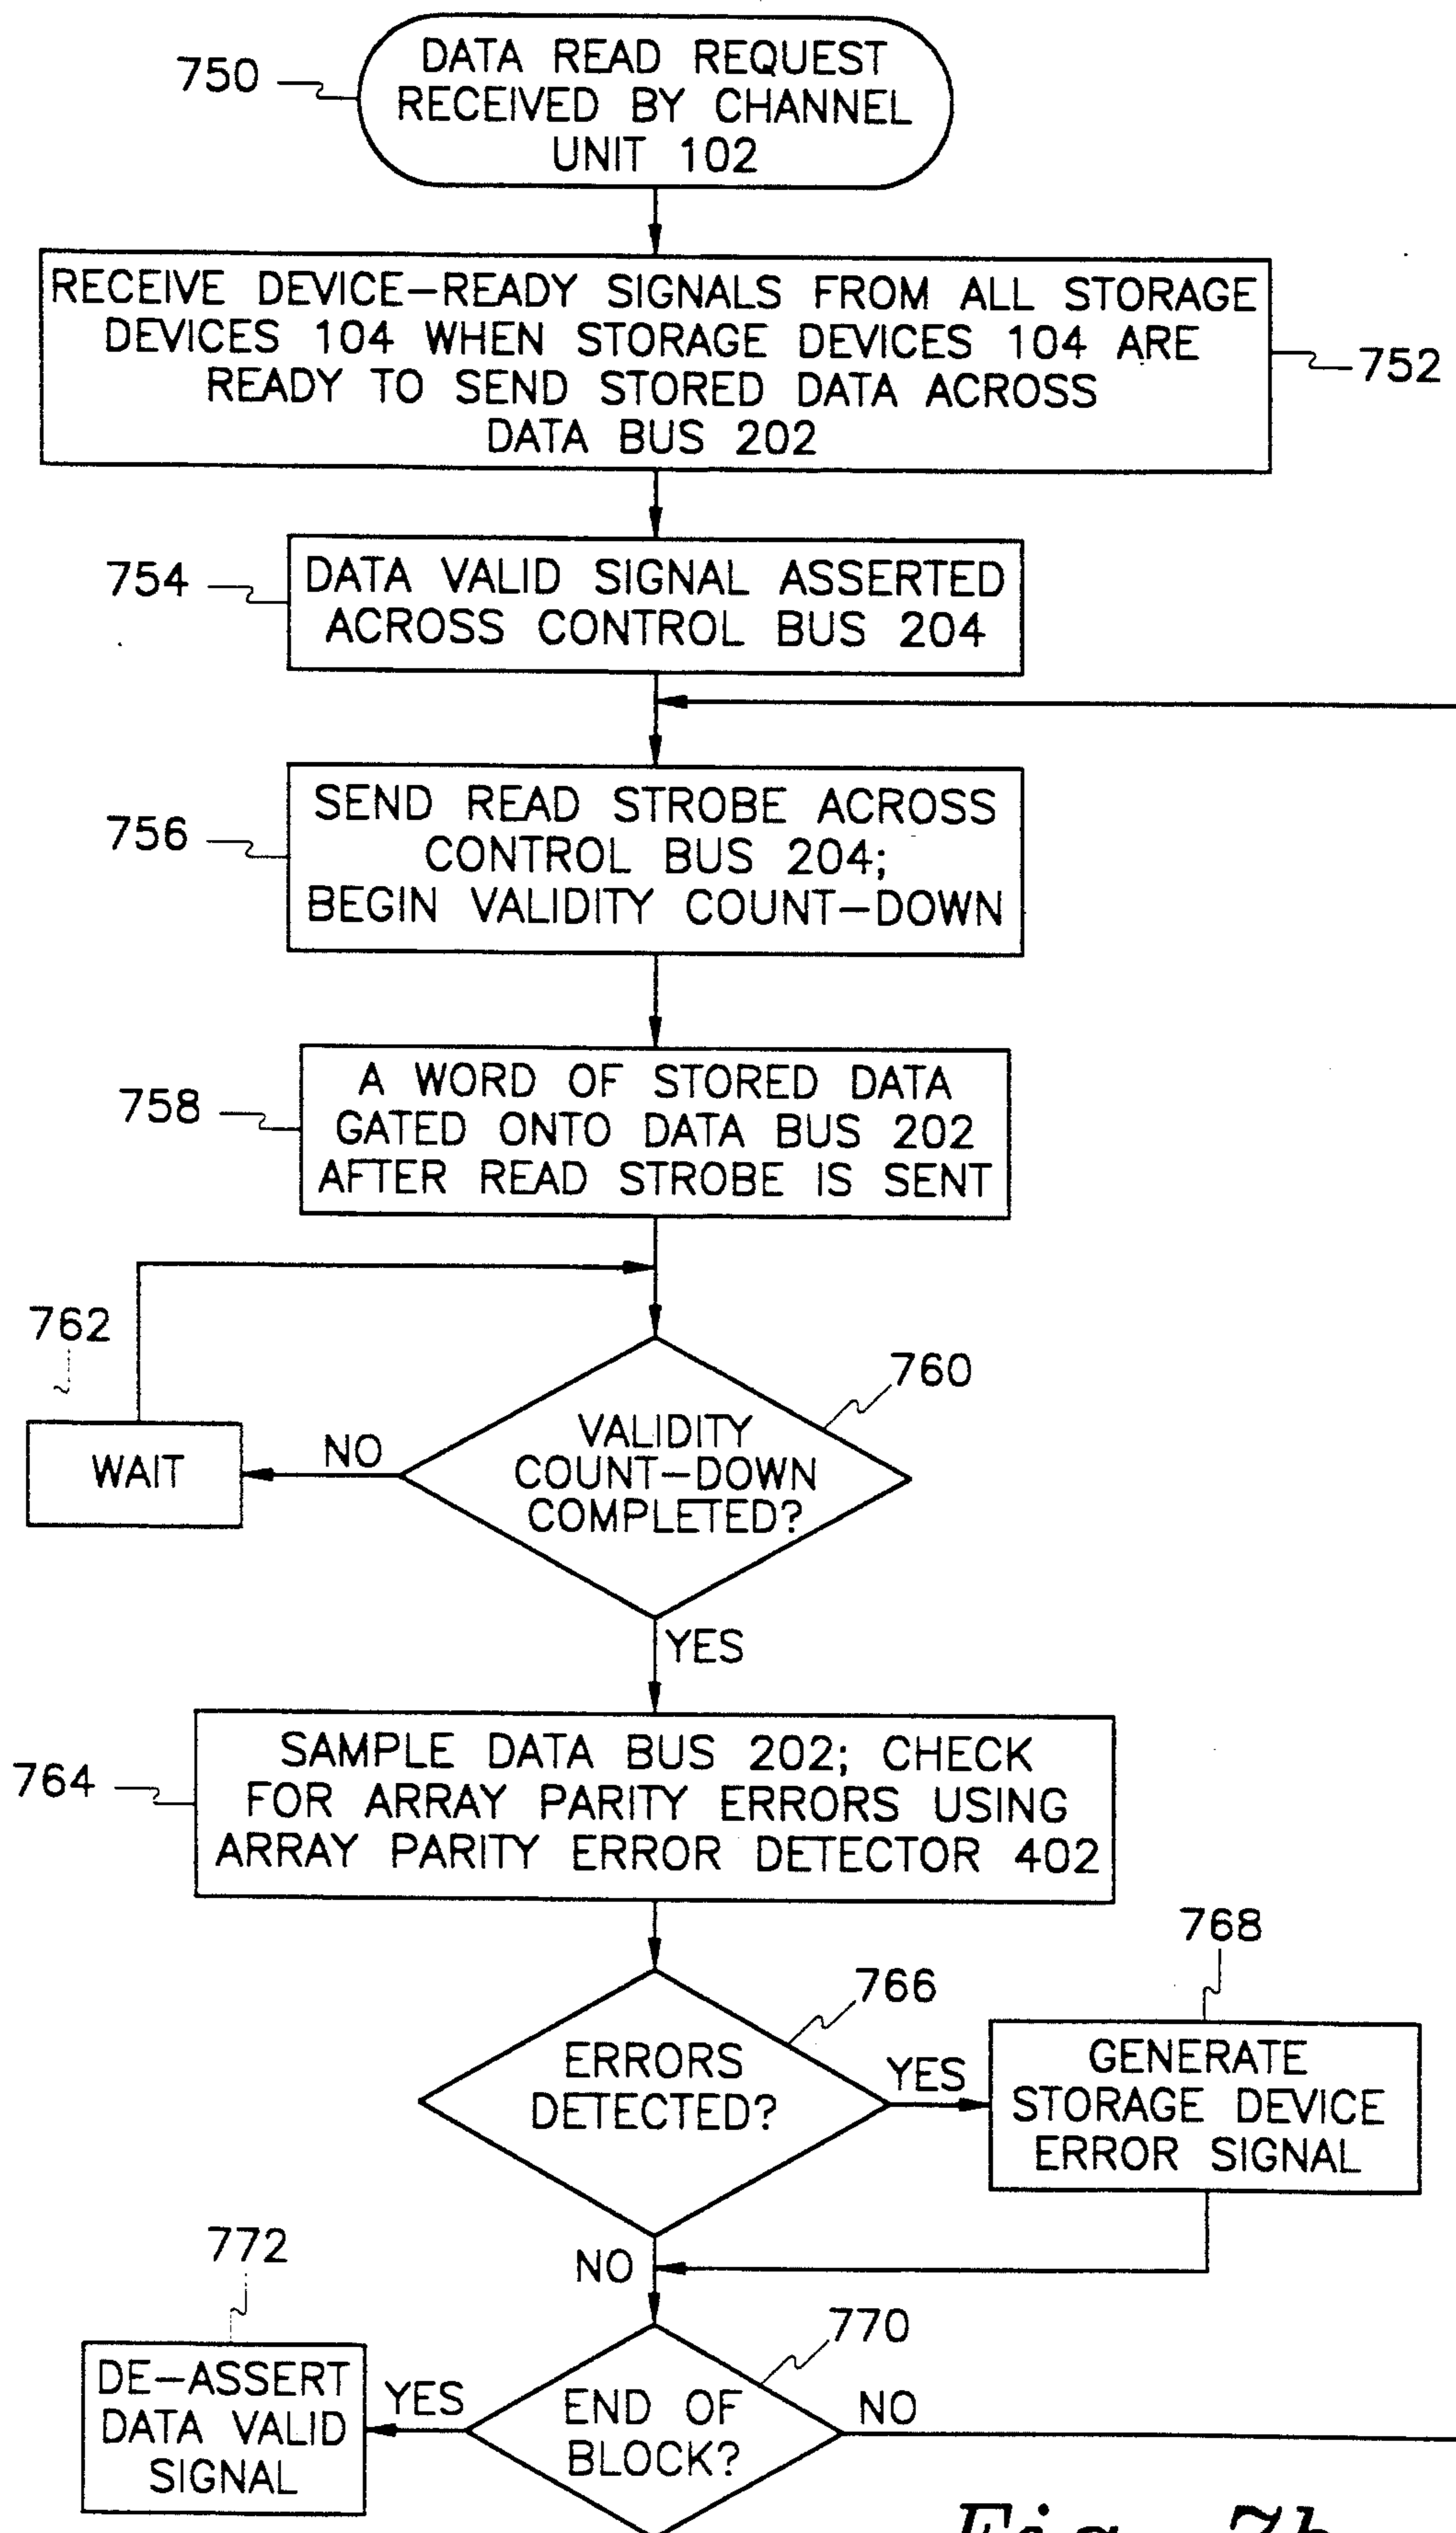 750
DATA READ REQUEST
RECEIVED BY CHANNEL
UNIT 102
RECEIVE DEVICE-READY SIGNALS FROM ALL STORAGE
DEVICES 104 WHEN STORAGE DEVICES 104 ARE
READY TO SEND STORED DATA ACROSS
DATA BUS 202
752
754
DATA VALID SIGNAL ASSERTED
ACROSS CONTROL BUS 204
756
SEND READ STROBE ACROSS
CONTROL BUS 204;
BEGIN VALIDITY COUNT-DOWN
758
A WORD OF STORED DATA
GATED ONTO DATA BUS 202
AFTER READ STROBE IS SENT
762
760
WAIT
NO
VALIDITY
COUNT-DOWN
COMPLETED?
YES
764
SAMPLE DATA BUS 202; CHECK
FOR ARRAY PARITY ERRORS USING
ARRAY PARITY ERROR DETECTOR 402
768
766
ERRORS
DETECTED?
YES
GENERATE
STORAGE DEVICE
ERROR SIGNAL
NO
772
770
DE-ASSERT
DATA VALID
SIGNAL
YES
END OF
BLOCK?
NO
Fig. 7b